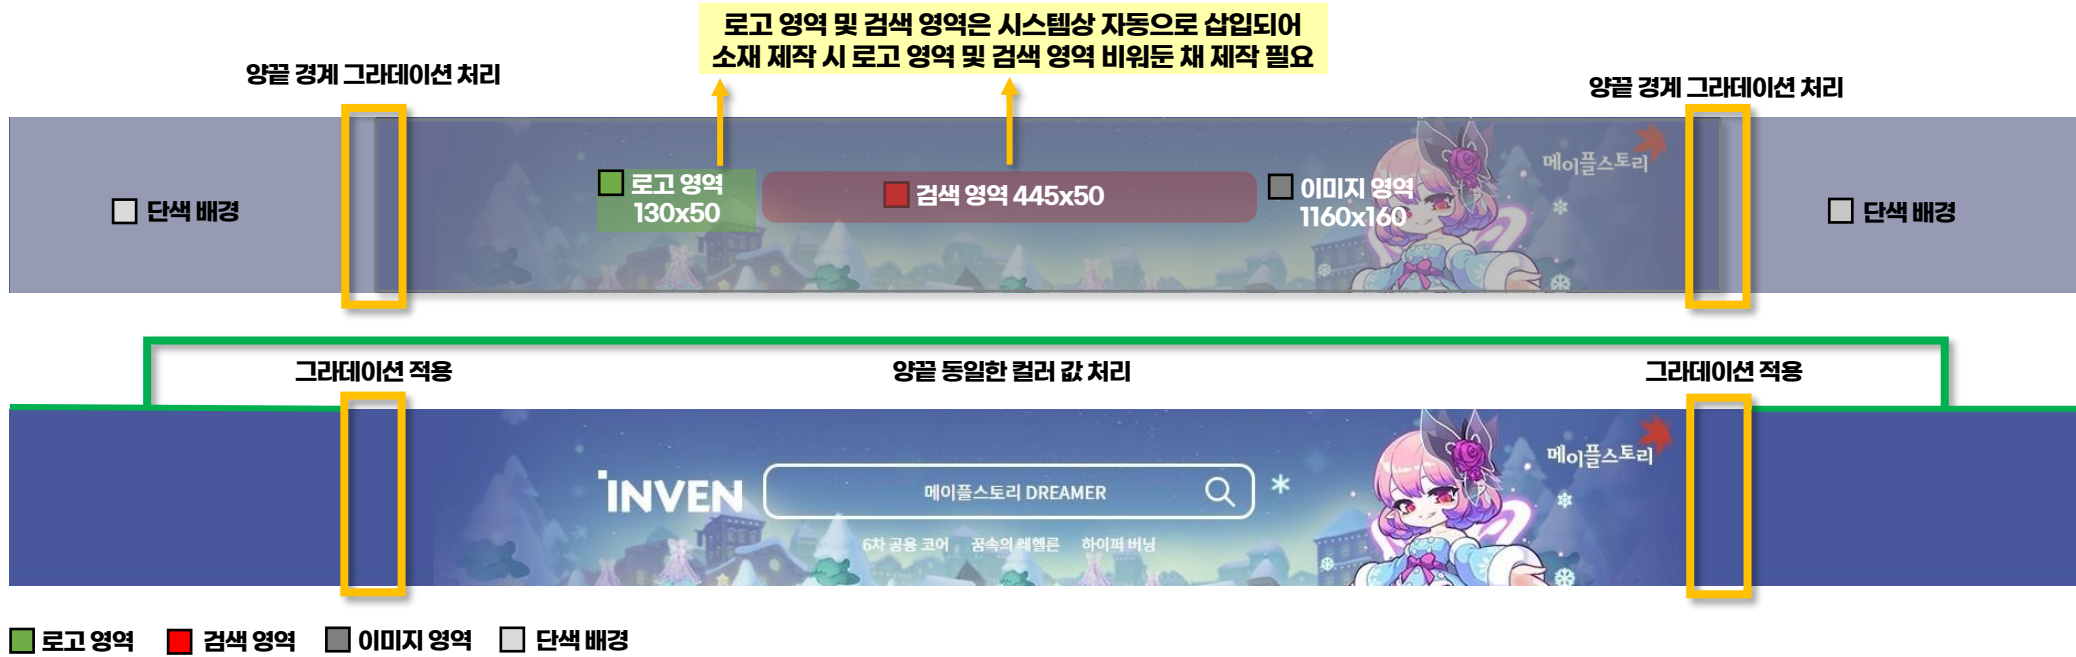 로고 영역 및 검색 영역은 시스템상 자동으로 삽입되어
소재 제작 시 로고 영역 및 검색 영역 비워둔 채 제작 필요
양끝 경계 그라데이션 처리
양끝 경계 그라데이션 처리
메이플스토리
로고 영역
130x50
검색 영역 445x50
이미지 영역
1160x160
단색 배경
단색 배경
그라데이션 적용
양끝 동일한 컬러 값 처리
그라데이션 적용
메이플스토리
INVEN
메이플스토리 DREAMER
6차 공용 코어 꿈속의 레헬른 하이퍼 버닝
로고 영역 검색 영역 이미지 영역 단색 배경